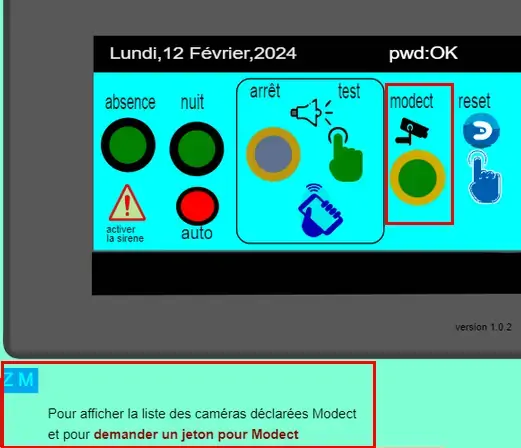 Lundi,12 Février,2024 pwd:OK
absence nuit arrêt test modect reset
activer
la sirene
auto
version 1.0.2
Z M
Pour afficher la liste des caméras déclarées Modect
et pour demander un jeton pour Modect